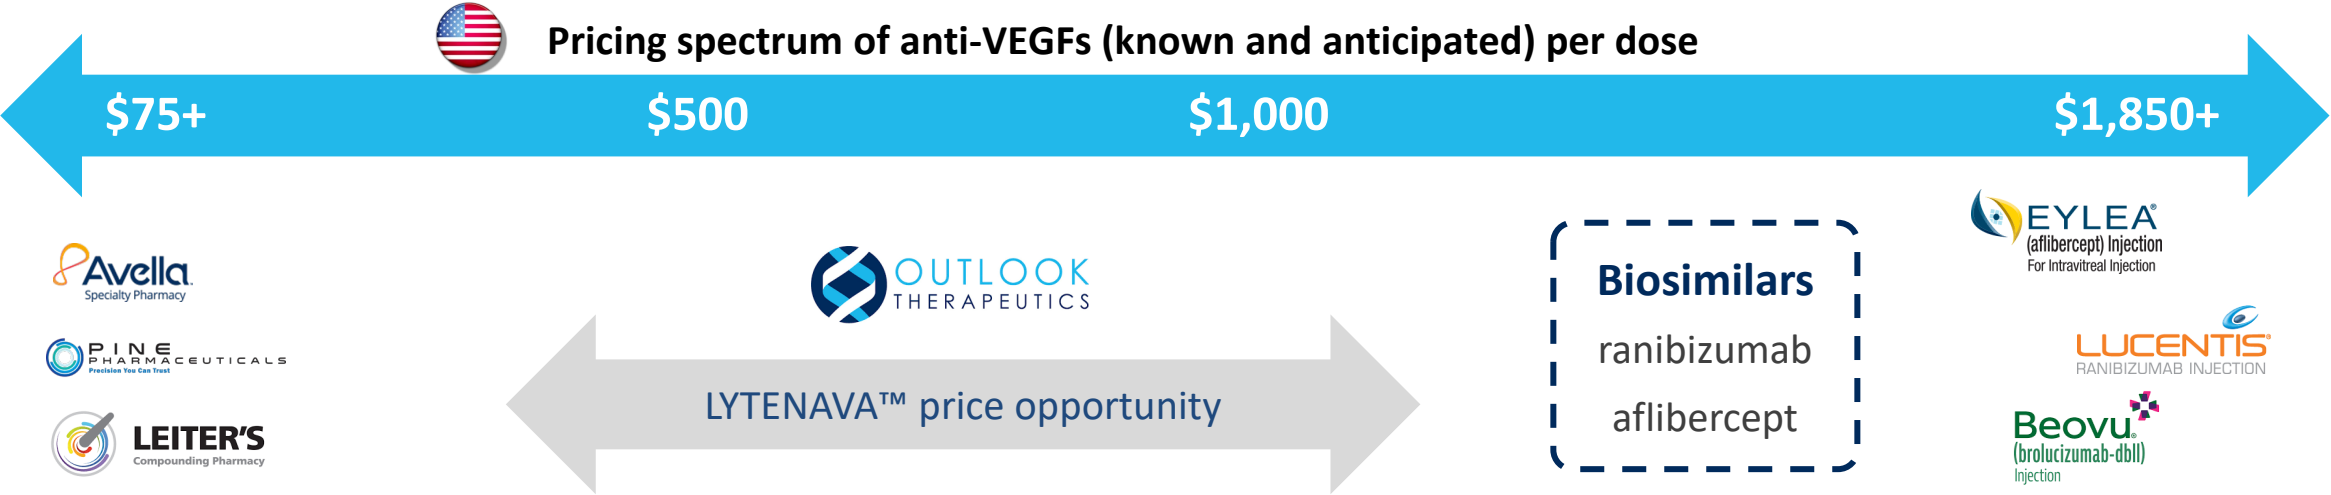 Pricing spectrum of anti-VEGFs (known and anticipated) per dose
$75+ $500 $1,000 $1,850+
Avella
Specialty Pharmacy
PINE
PHARMACEUTICALS
Precision You Can Trust
LEITER'S
Compounding Pharmacy
OUTLOOK
THERAPEUTICS
LYTENAVA™ price opportunity
Biosimilars
ranibizumab
aflibercept
EYLEA®
(aflibercept) Injection
For Intravitreal Injection
LUCENTIS®
RANIBIZUMAB INJECTION
Beovu®
(brolucizumab-dbll)
Injection